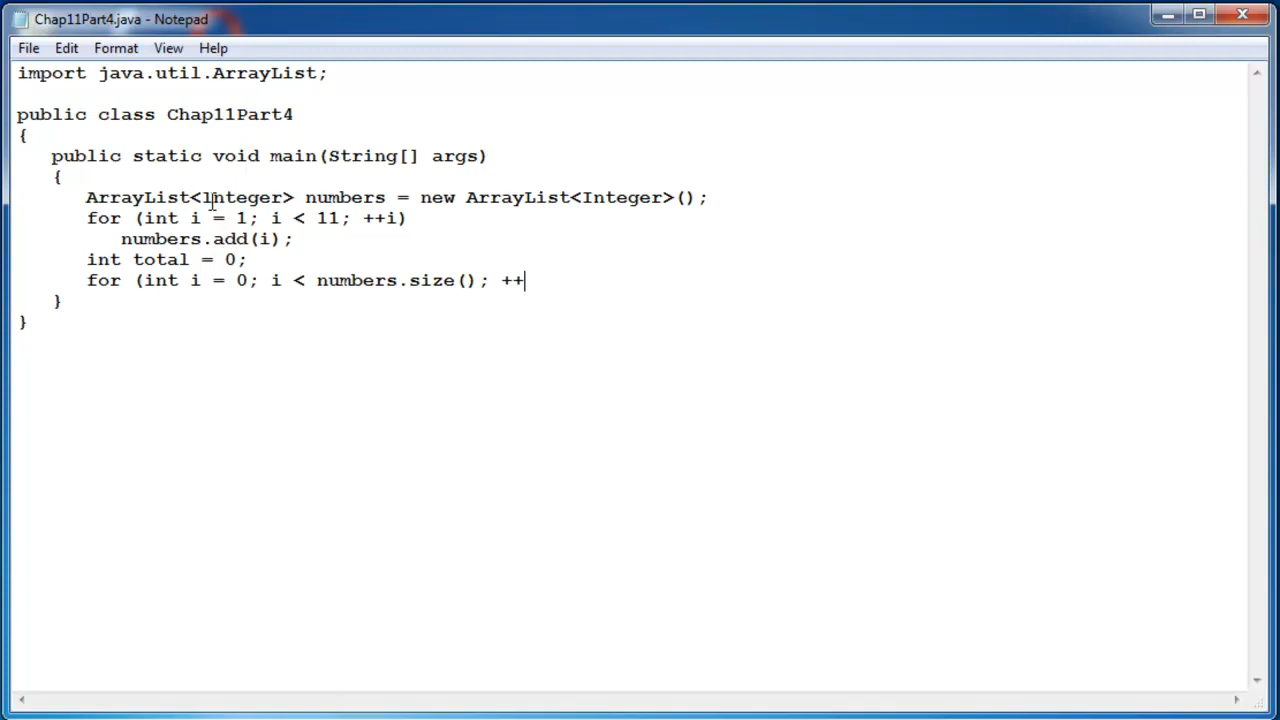 Chap11Part4.java - Notepad
File Edit Format View Help
import java.util.ArrayList;
public class Chap11Part4
{
public static void main(String[] args)
{
ArrayList<Integer> numbers = new ArrayList<Integer>();
for (int i = 1; i < 11; ++i)
numbers.add(i);
int total = 0;
for (int i = 0; i < numbers.size(); ++
}
}